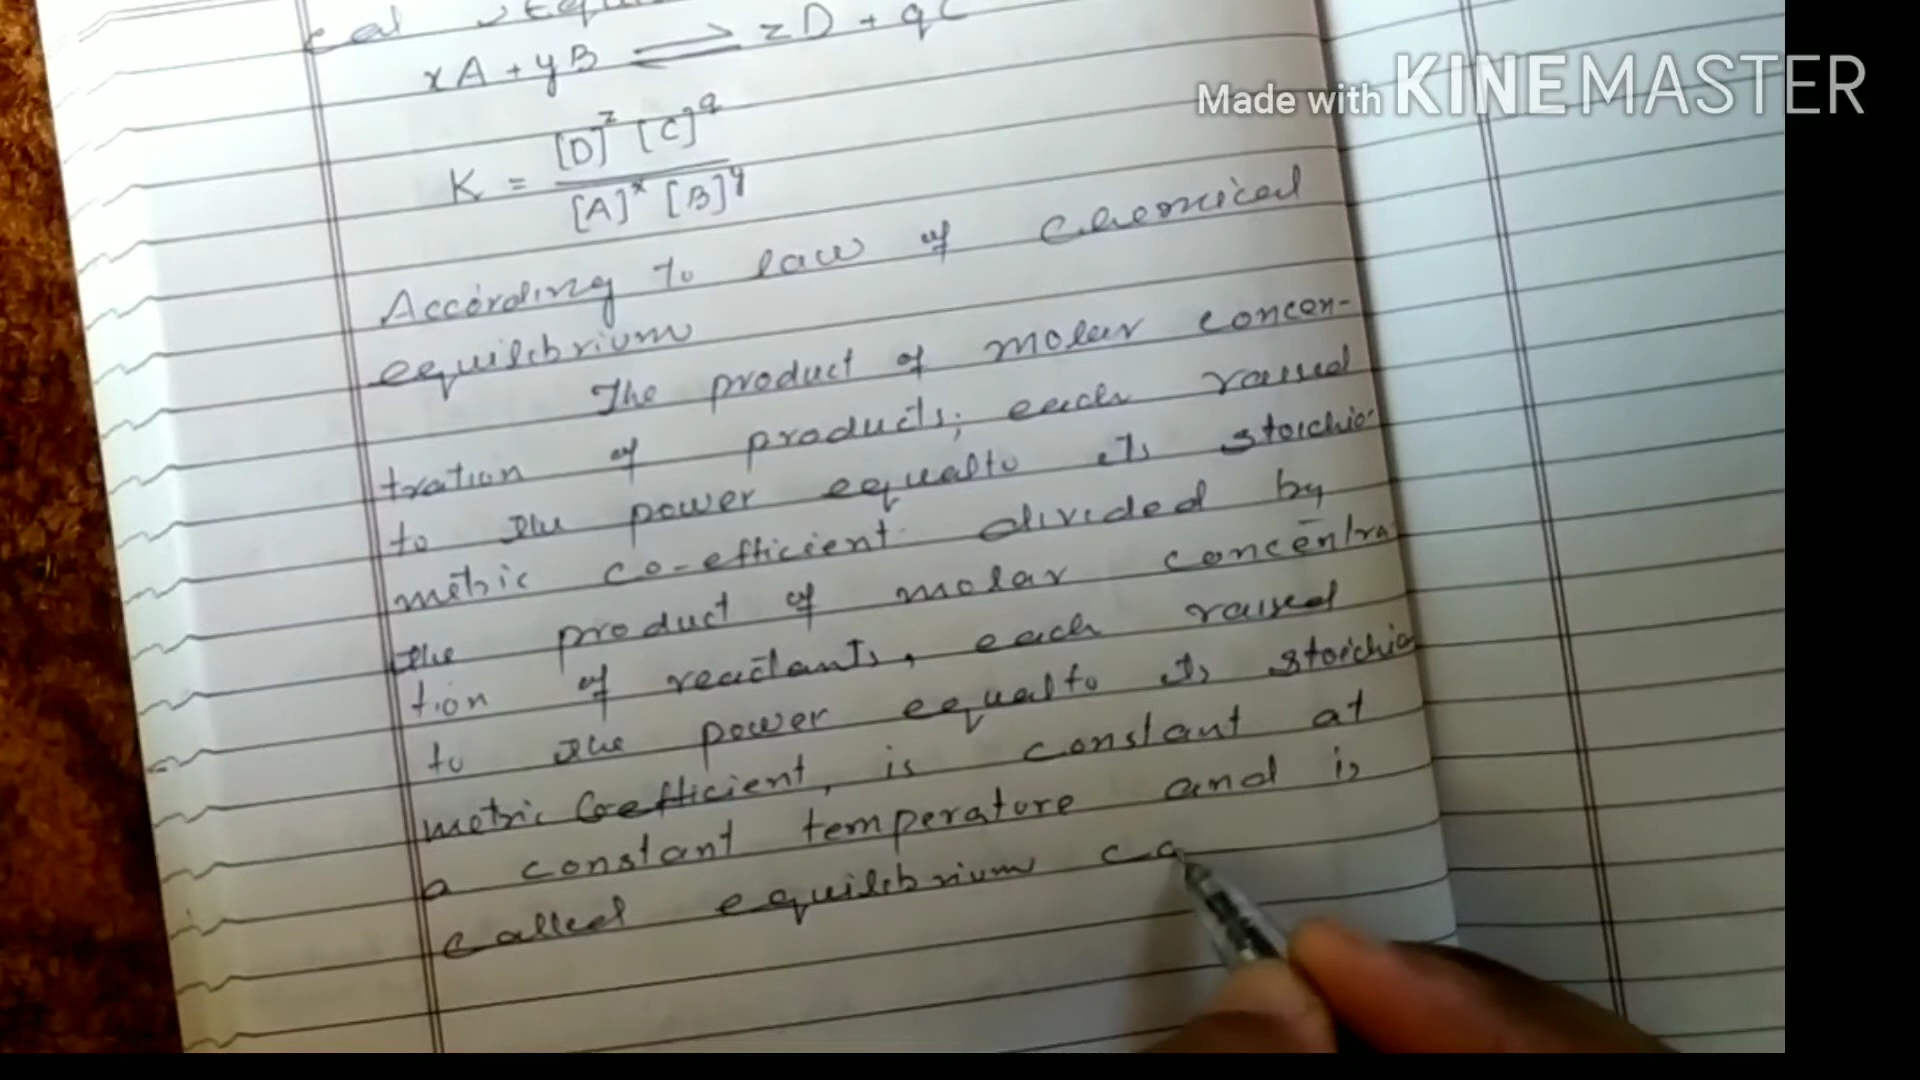 cal
xA + yB ⇌ zD + qC
Made with KINEMASTER
K = [D]^z [C]^q / [A]^x [B]^y
According to law of chemical
equilibrium
The product of molar concen-
tration of products, each raised
to the power equal to its stoichio-
metric co-efficient divided by
the product of molar concentra-
tion of reactants, each raised
to the power equal to its stoichio
metric Coefficient, is constant at
a constant temperature and is
called equilibrium co